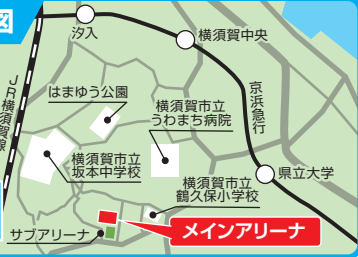 図
汐入
横須賀中央
JR横須賀線
はまゆう公園
横須賀市立
うわまち病院
京浜急行
横須賀市立
坂本中学校
県立大学
横須賀市立
鶴久保小学校
メインアリーナ
サブアリーナ